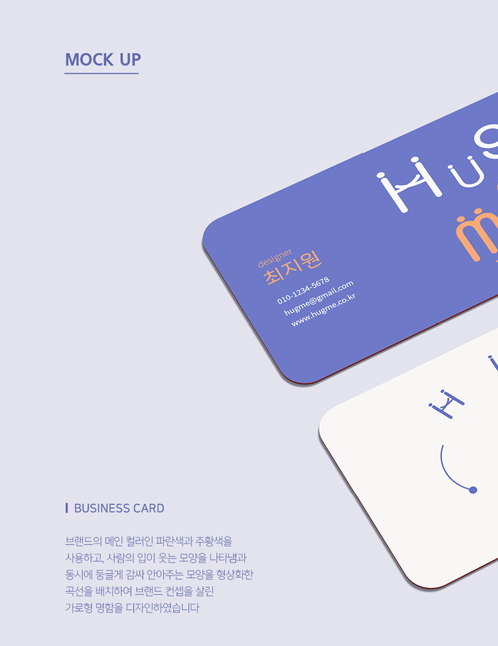 MOCK UP
designer
최지원
010-1234-5678
hugme@gmail.com
www.hugme.co.kr
BUSINESS CARD
브랜드의 메인 컬러인 파란색과 주황색을
사용하고, 사람의 입이 웃는 모양을 나타냄과
동시에 둥글게 감싸 안아주는 모양을 형상화한
곡선을 배치하여 브랜드 컨셉을 살린
가로형 명함을 디자인하였습니다